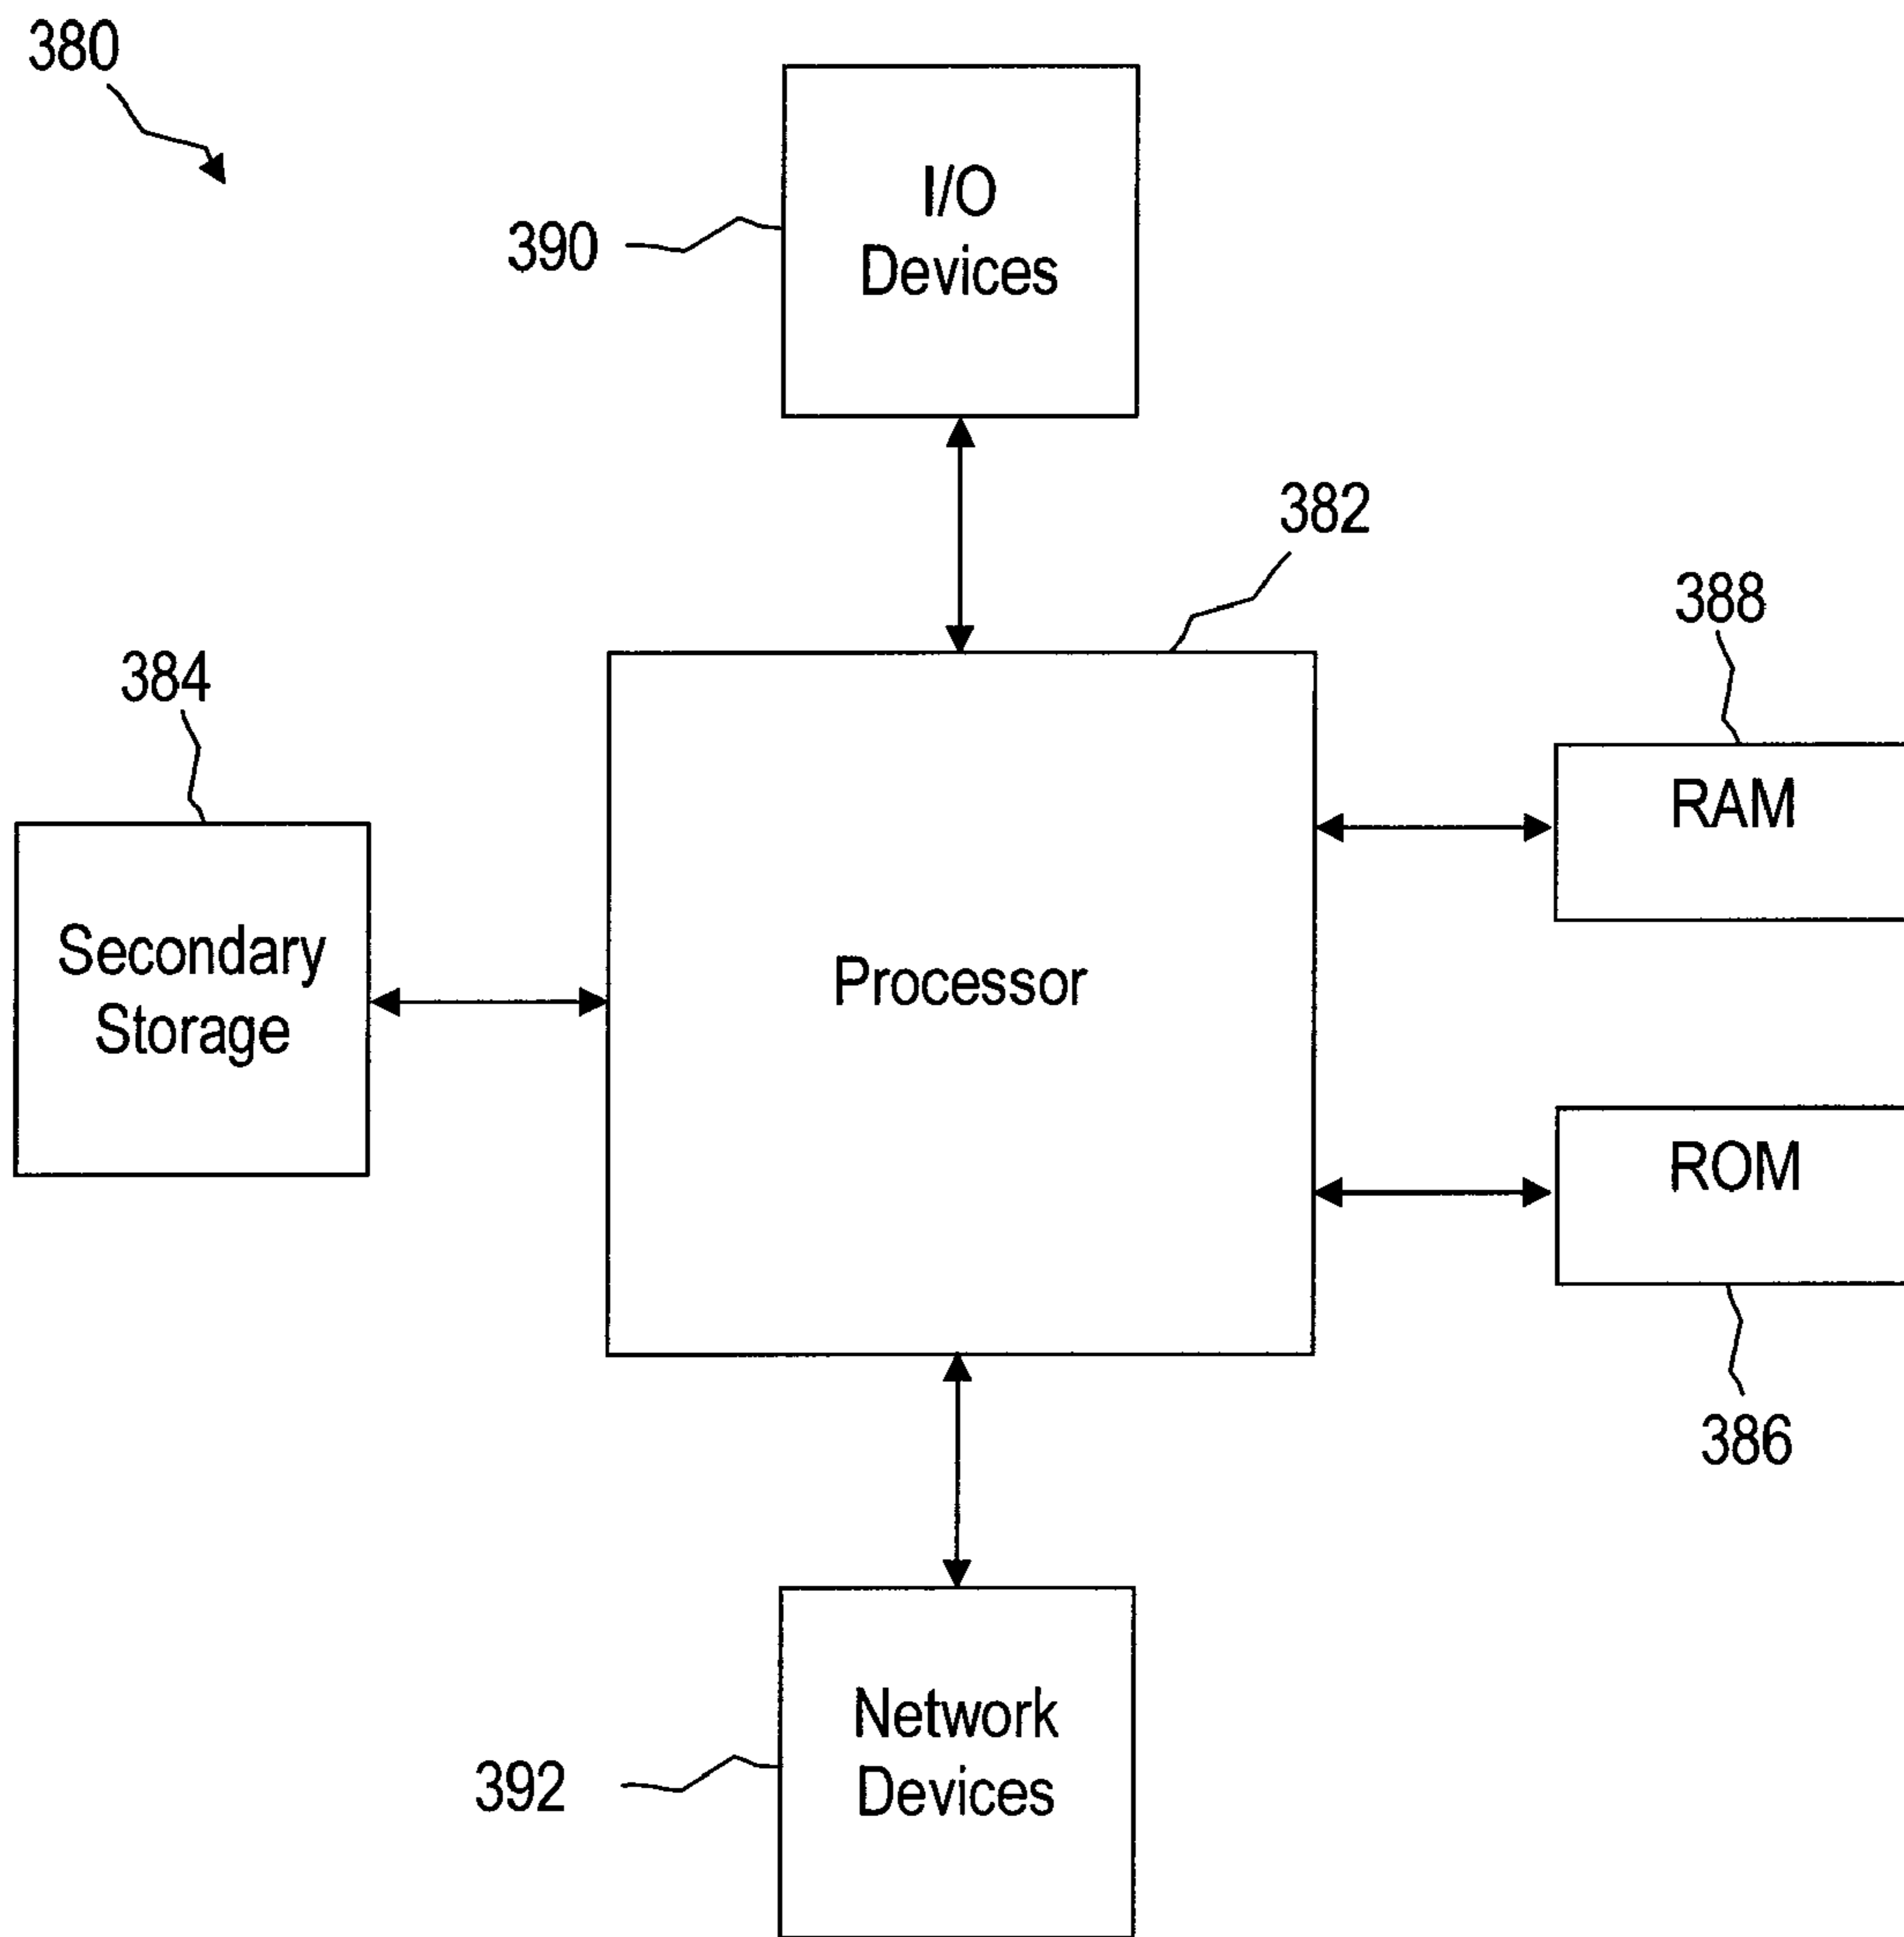 380
I/O
Devices
390
382
388
384
RAM
Secondary
Storage
Processor
ROM
386
Network
Devices
392